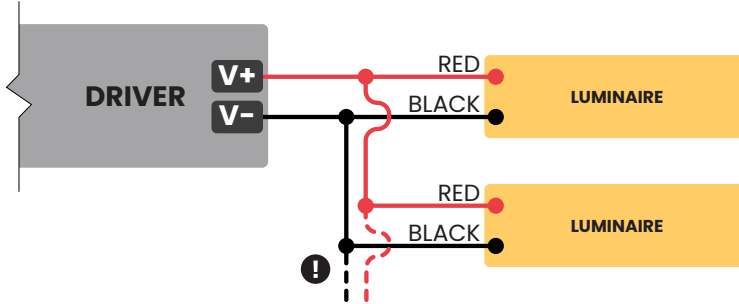 DRIVER
V+
V−
RED
BLACK
LUMINAIRE
RED
BLACK
LUMINAIRE
!